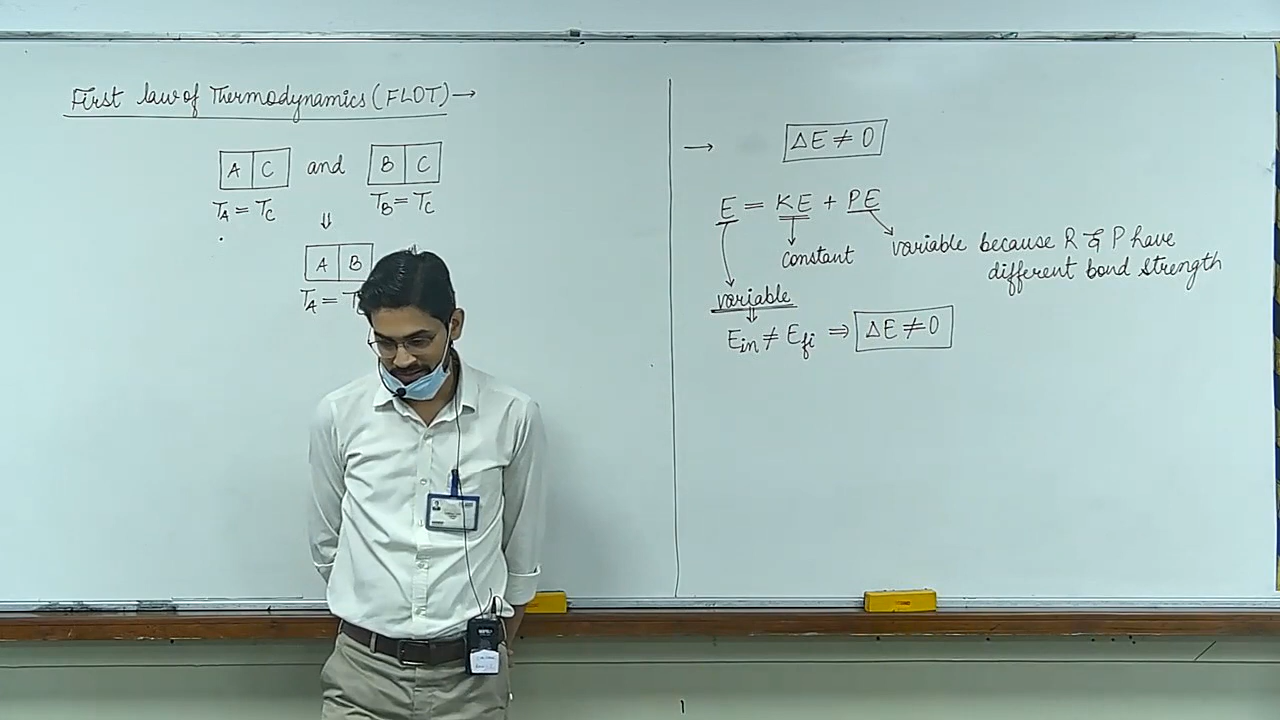 First law of Thermodynamics (FLOT) →
A C and B C
T_A = T_C T_B = T_C
⇓
A B
T_A = T
→ ΔE ≠ 0
E = KE + PE
constant
variable because R & P have
different bond strength
variable
⇓
E_in ≠ E_fi ⇒ ΔE ≠ 0